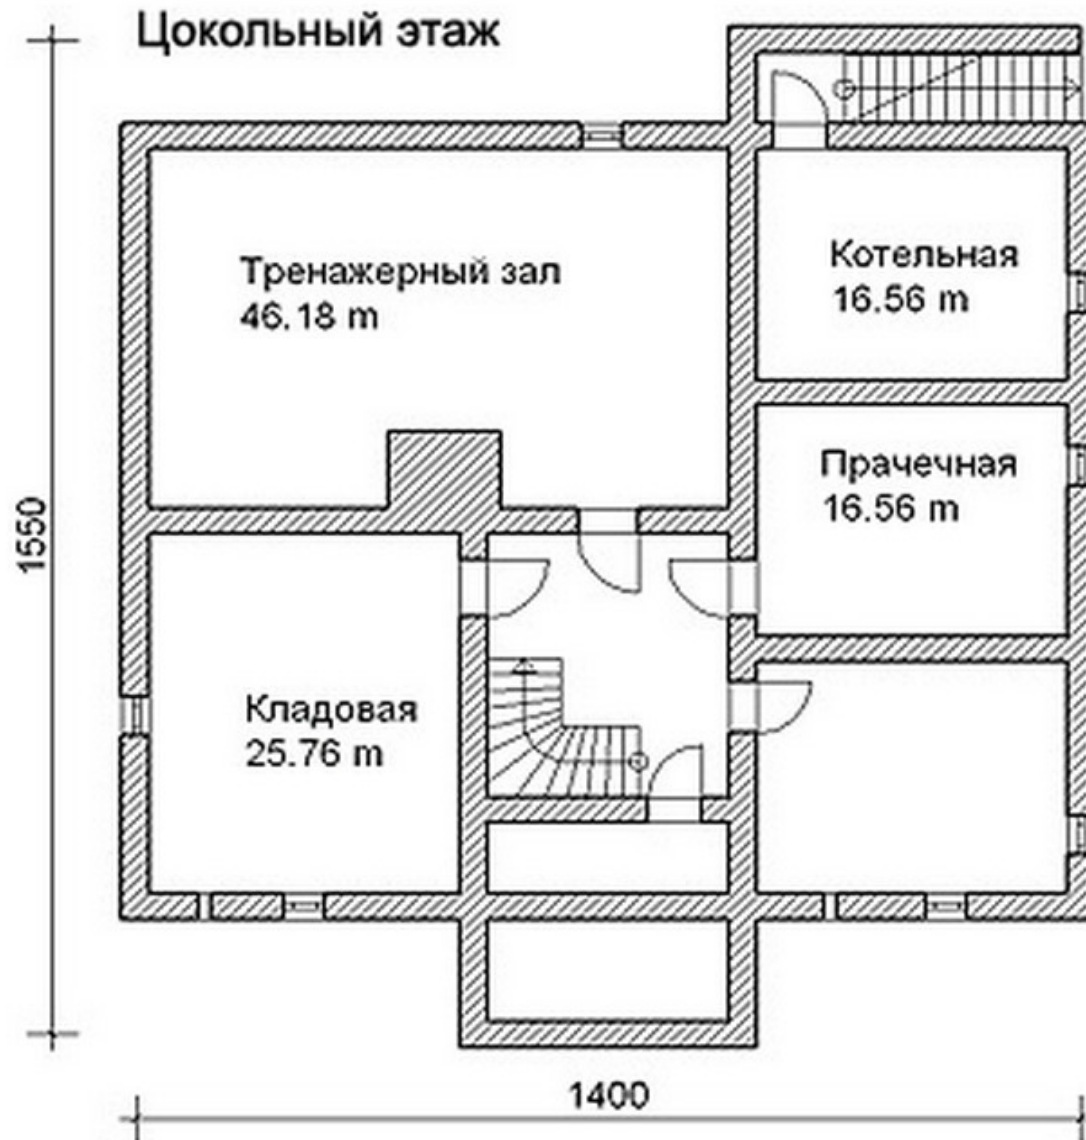 Цокольный этаж
Тренажерный зал
46.18 m
Котельная
16.56 m
Прачечная
16.56 m
1550
Кладовая
25.76 m
1400